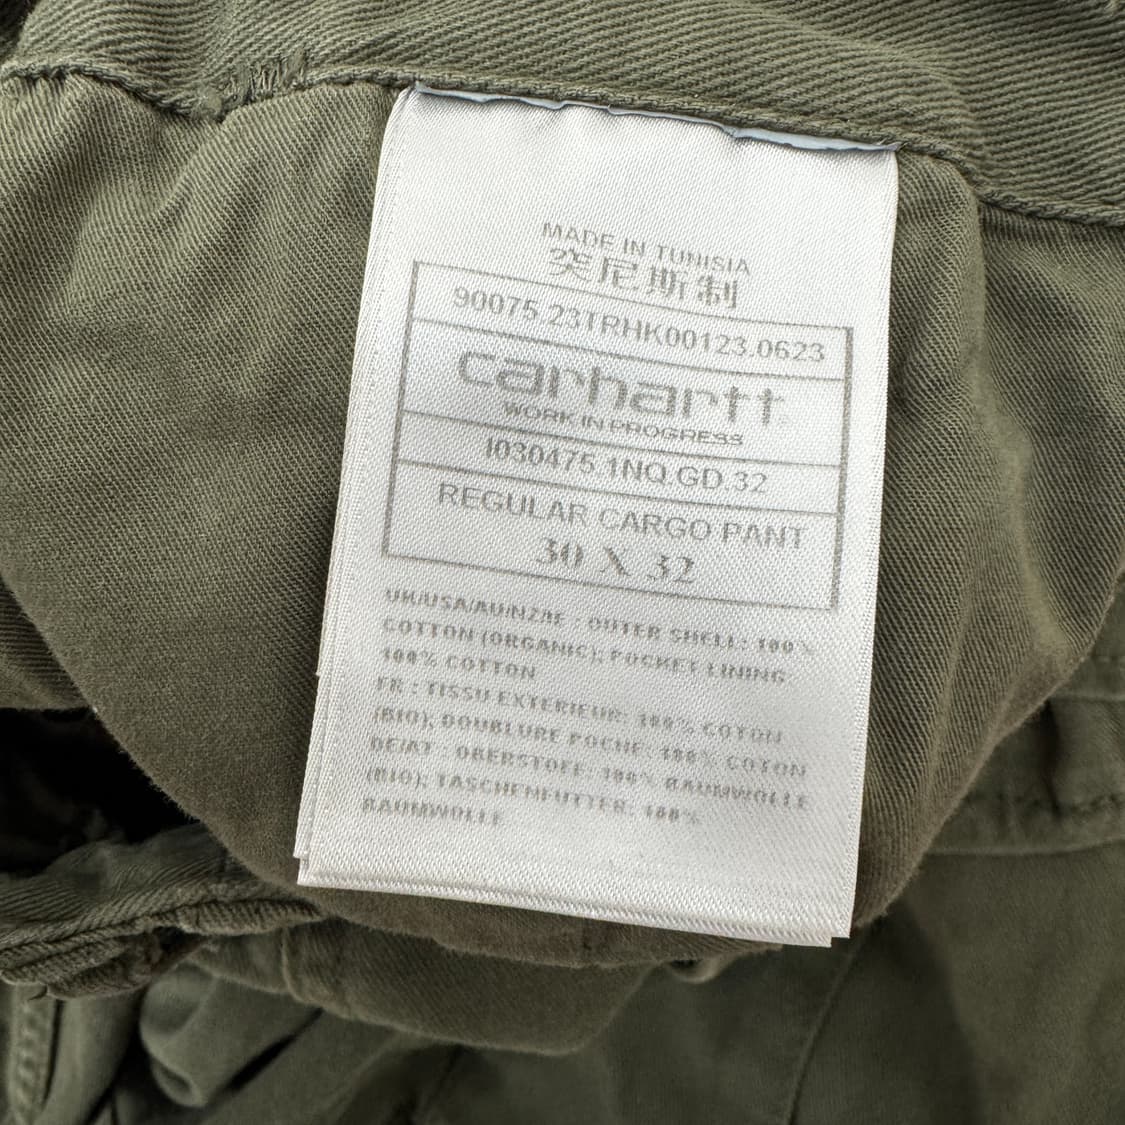 MADE IN TUNISIA
突尼斯制
90075.23TRHK00123.0623
carhartt
WORK IN PROGRESS
I030475.1NQ.GD.32
REGULAR CARGO PANT
30 X 32
UK/USA/AU/NZ/IE : OUTER SHELL: 100%
COTTON (ORGANIC); POCKET LINING:
100% COTTON
FR : TISSU EXTERIEUR: 100% COTON
(BIO); DOUBLURE POCHE: 100% COTON
DE/AT : OBERSTOFF: 100% BAUMWOLLE
(BIO); TASCHENFUTTER: 100%
BAUMWOLLE